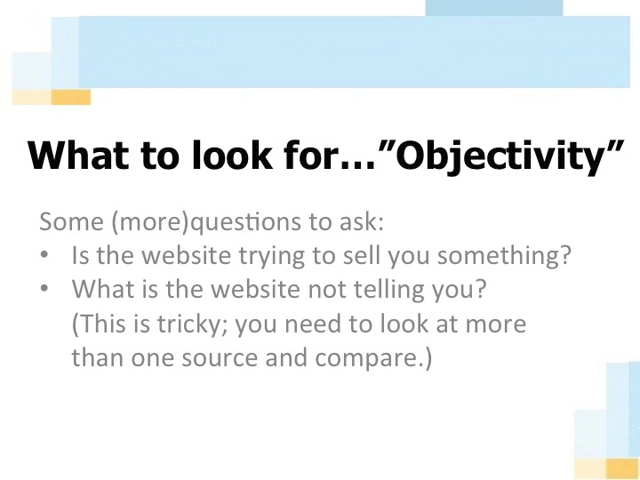 What to look for…”Objectivity”
Some (more)questions to ask:
• Is the website trying to sell you something?
• What is the website not telling you?
(This is tricky; you need to look at more
than one source and compare.)